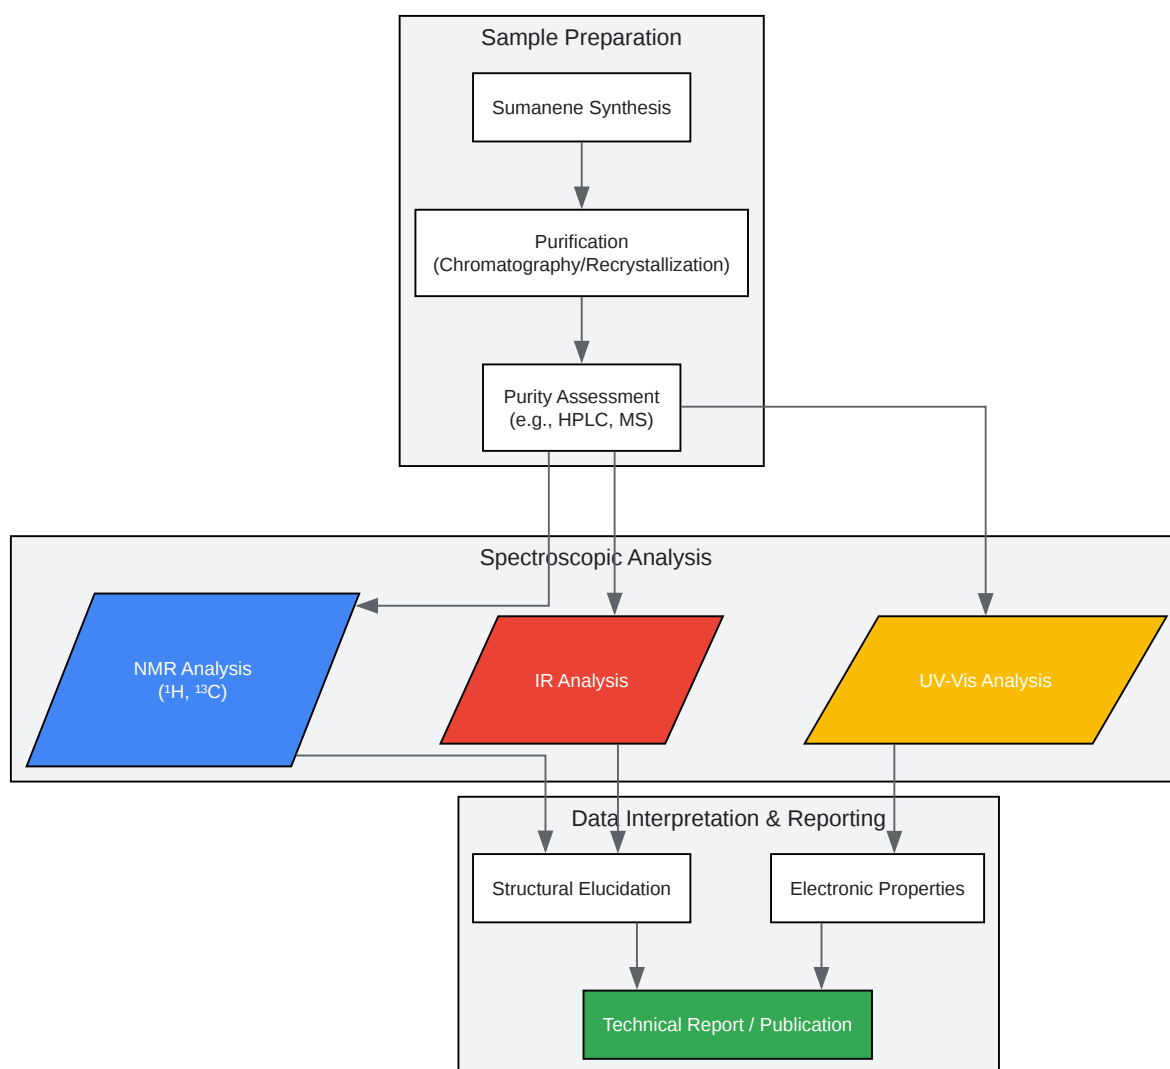 Sample Preparation
Sumanene Synthesis
Purification
(Chromatography/Recrystallization)
Purity Assessment
(e.g., HPLC, MS)
Spectroscopic Analysis
NMR Analysis
(¹H, ¹³C)
IR Analysis
UV-Vis Analysis
Data Interpretation & Reporting
Structural Elucidation
Electronic Properties
Technical Report / Publication